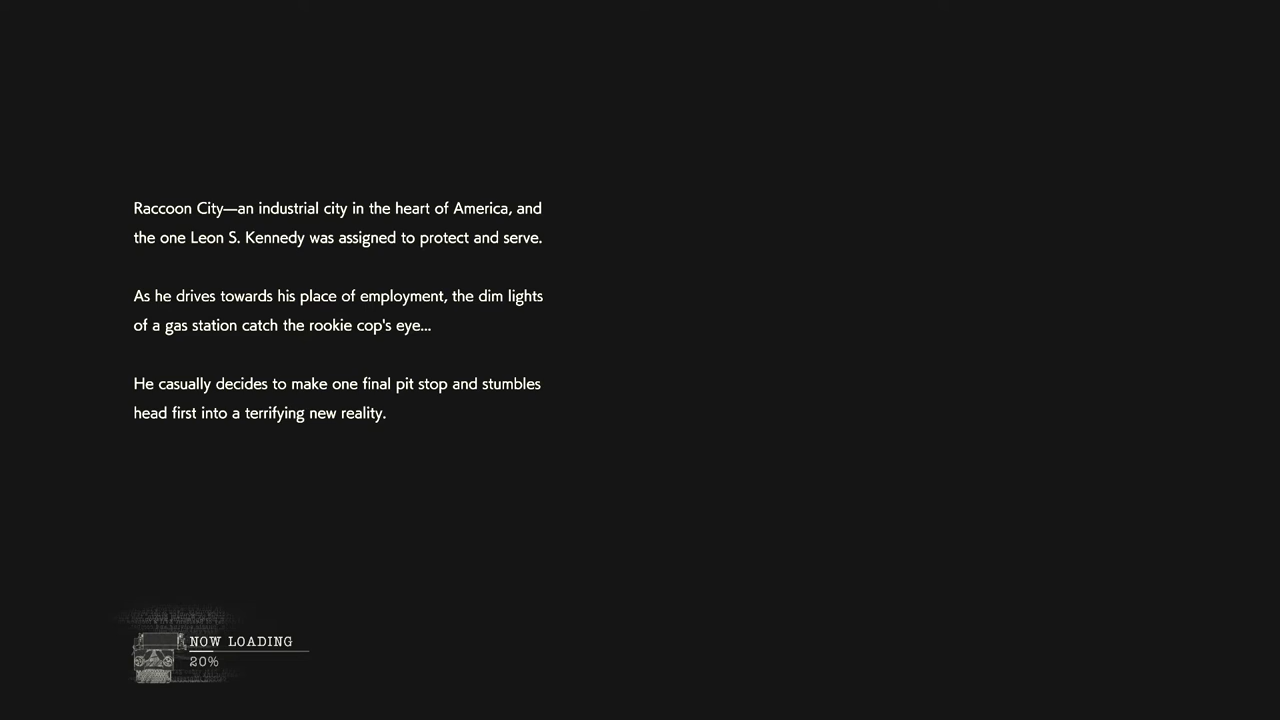 Raccoon City—an industrial city in the heart of America, and
the one Leon S. Kennedy was assigned to protect and serve.
As he drives towards his place of employment, the dim lights
of a gas station catch the rookie cop's eye...
He casually decides to make one final pit stop and stumbles
head first into a terrifying new reality.
NOW LOADING
20%